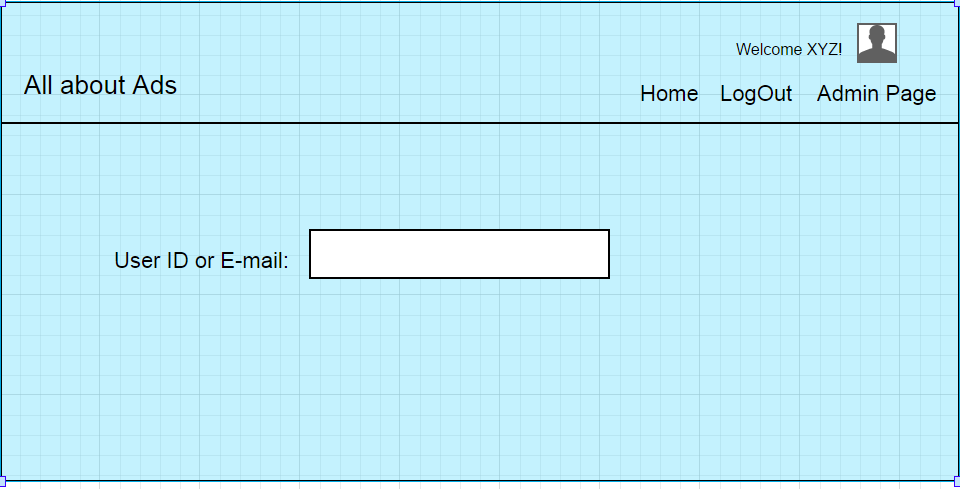 Welcome XYZ!
All about Ads
Home LogOut Admin Page
User ID or E-mail: